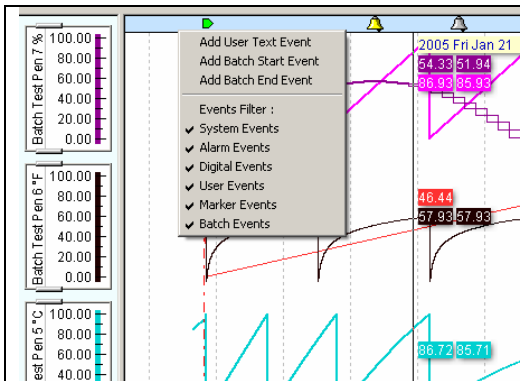 2005 Fri Jan 21
Add User Text Event
Add Batch Start Event
Add Batch End Event
Events Filter :
System Events
Alarm Events
Digital Events
User Events
Marker Events
Batch Events
Batch Test Pen 7 %
100.00
80.00
60.00
40.00
20.00
0.00
54.33 51.94
86.93 85.93
Batch Test Pen 6 °F
100.00
80.00
60.00
40.00
20.00
0.00
46.44
57.93 57.93
est Pen 5 °C
100.00
80.00
60.00
40.00
86.72 85.71